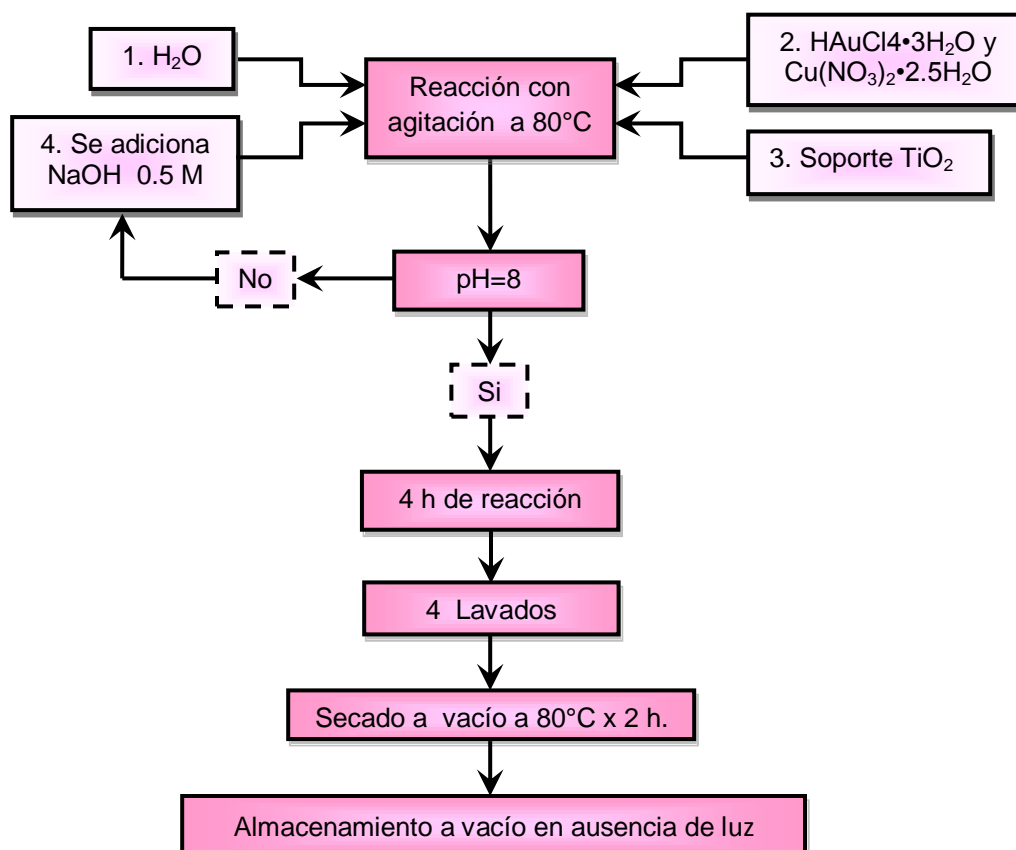 1. H₂O
2. HAuCl4•3H₂O y
Cu(NO₃)₂•2.5H₂O
Reacción con
agitación a 80°C
4. Se adiciona
NaOH 0.5 M
3. Soporte TiO₂
No
pH=8
Si
4 h de reacción
4 Lavados
Secado a vacío a 80°C x 2 h.
Almacenamiento a vacío en ausencia de luz